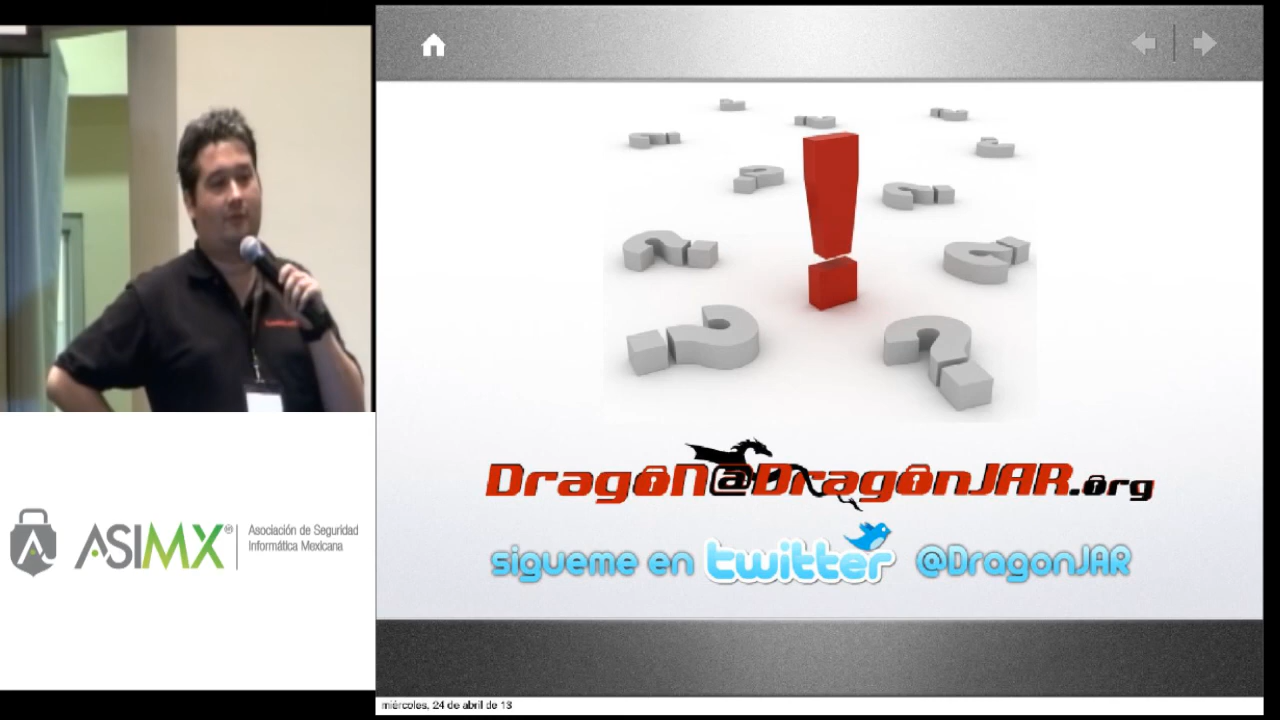 Dragon@DragonJAR.org
sigueme en twitter @DragonJAR
ASIMX® Asociación de Seguridad
Informática Mexicana
miércoles, 24 de abril de 13